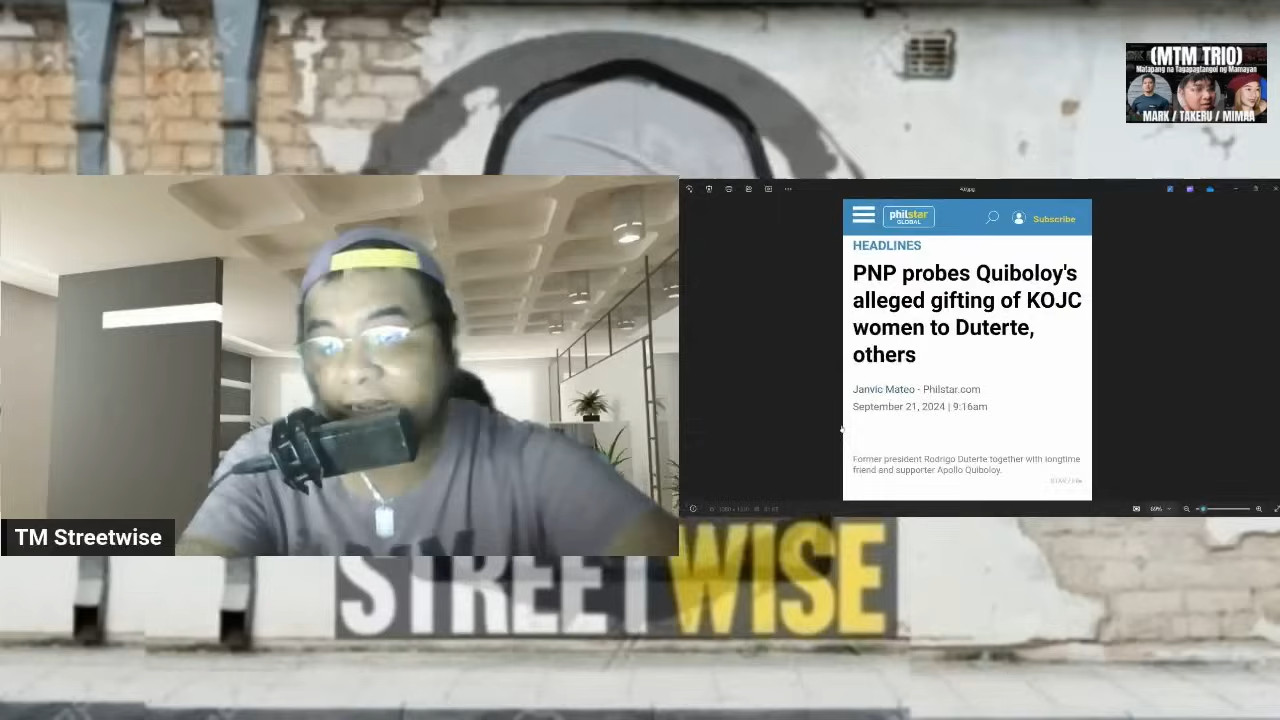 (MTM TRIO)
Matapang na Tagapagtangol ng Mamayan
MARK / TAKERU / MIMAA
philstar
GLOBAL
Subscribe
HEADLINES
PNP probes Quiboloy's
alleged gifting of KOJC
women to Duterte,
others
Janvic Mateo - Philstar.com
September 21, 2024 | 9:16am
Former president Rodrigo Duterte together with longtime
friend and supporter Apollo Quiboloy.
TM Streetwise
STREETWISE